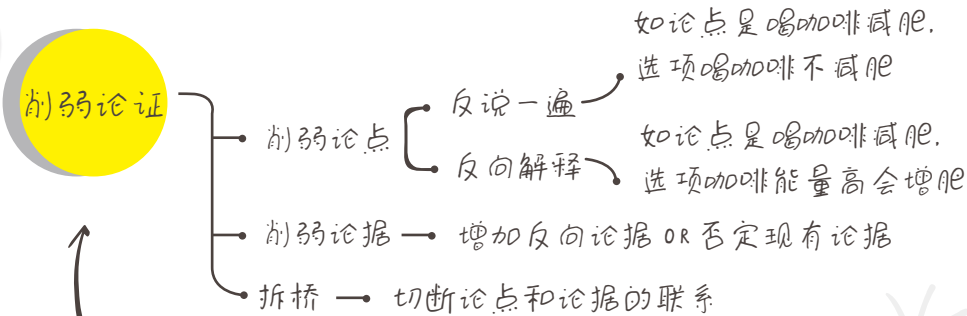 如论点是喝咖啡减肥,
选项喝咖啡不减肥
削弱论证
反说一遍
削弱论点
反向解释
如论点是喝咖啡减肥,
选项咖啡能量高会增肥
削弱论据
增加反向论据 OR 否定现有论据
拆桥
切断论点和论据的联系